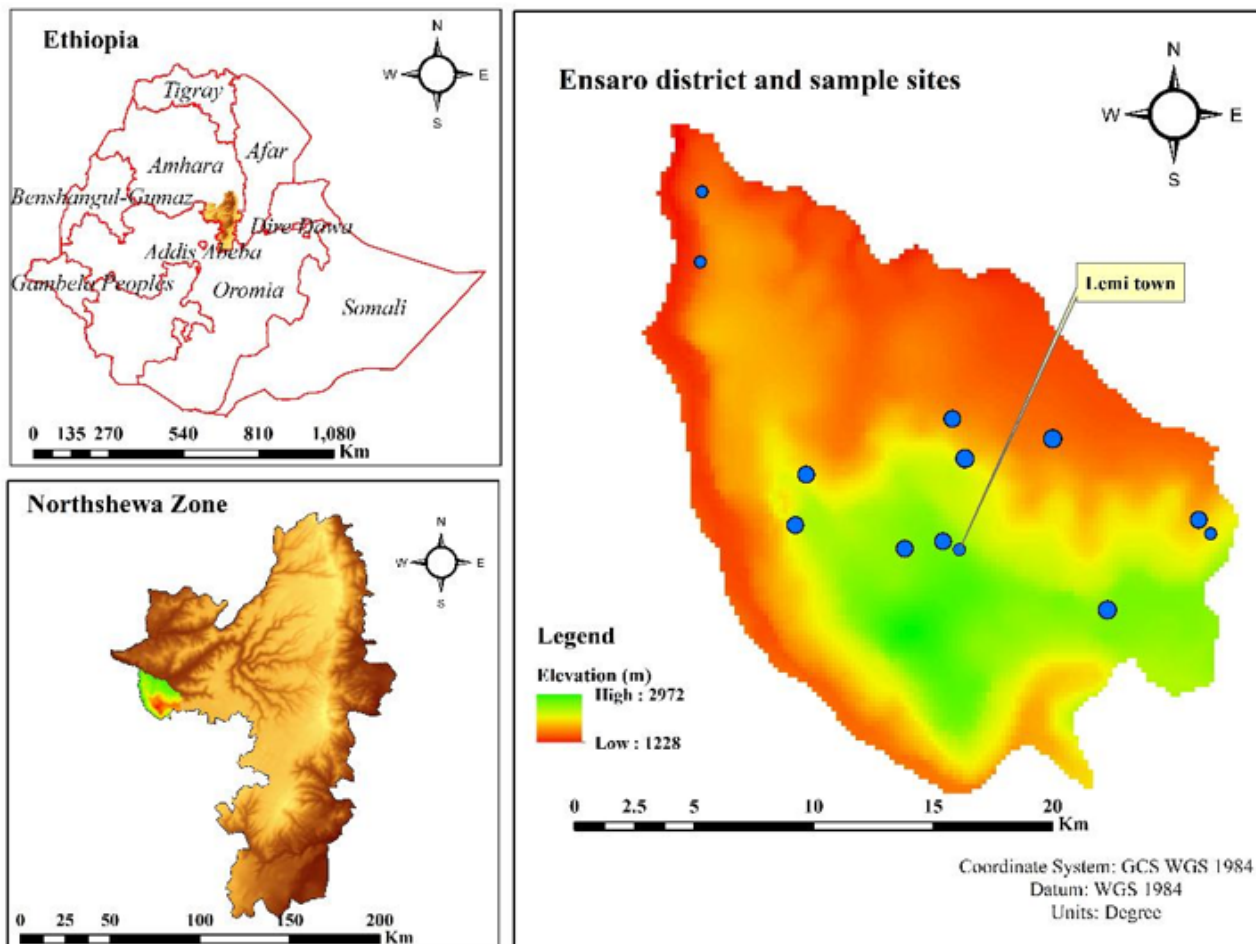 Ethiopia
N
W E
S
Tigray
Afar
Amhara
Benshangul-Gumaz
Dire Dawa
Addis Abeba
Gambela Peoples
Oromia
Somali
0 135 270 540 810 1,080
Km
Northshewa Zone
N
W E
S
0 25 50 100 150 200
Km
Ensaro district and sample sites
N
W E
S
Lemi town
Legend
Elevation (m)
High : 2972
Low : 1228
0 2.5 5 10 15 20
Km
Coordinate System: GCS WGS 1984
Datum: WGS 1984
Units: Degree